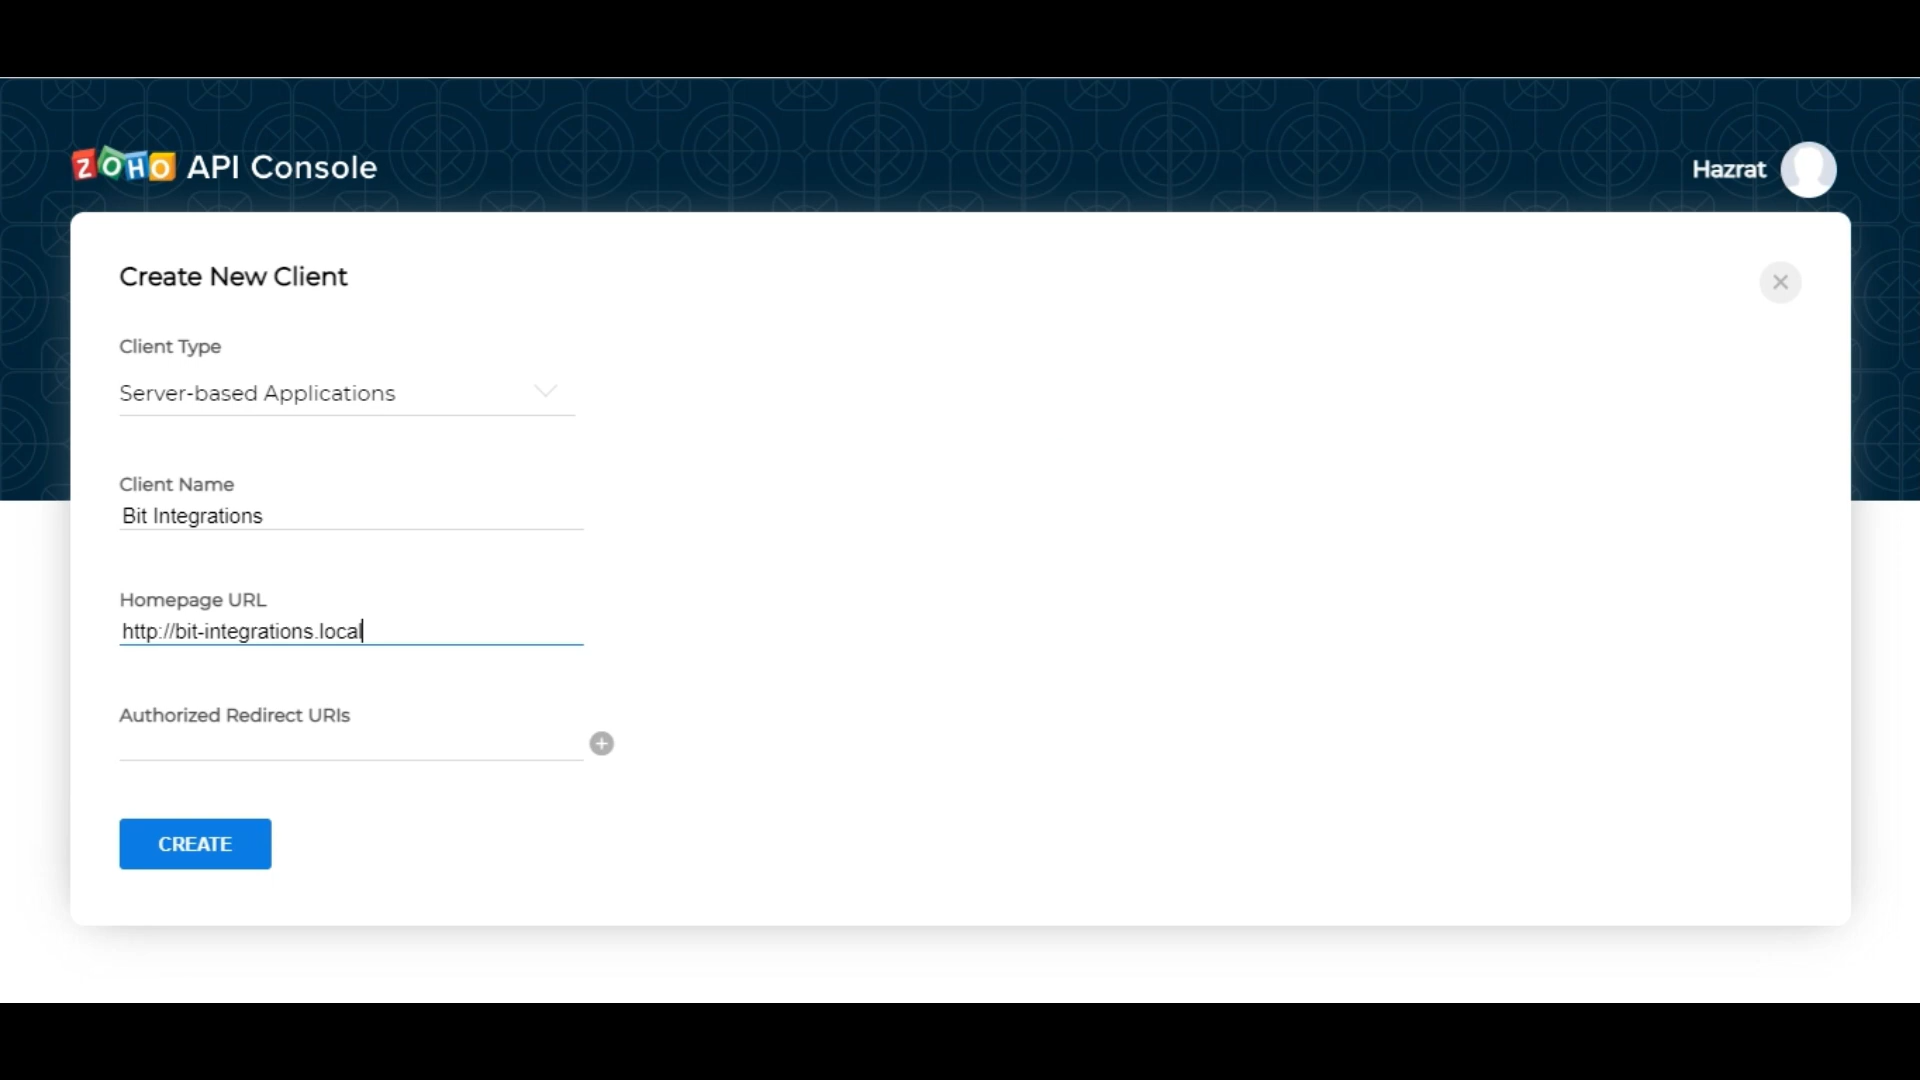 ZOHO API Console
Hazrat
Create New Client
Client Type
Server-based Applications
Client Name
Bit Integrations
Homepage URL
http://bit-integrations.local
Authorized Redirect URIs
CREATE